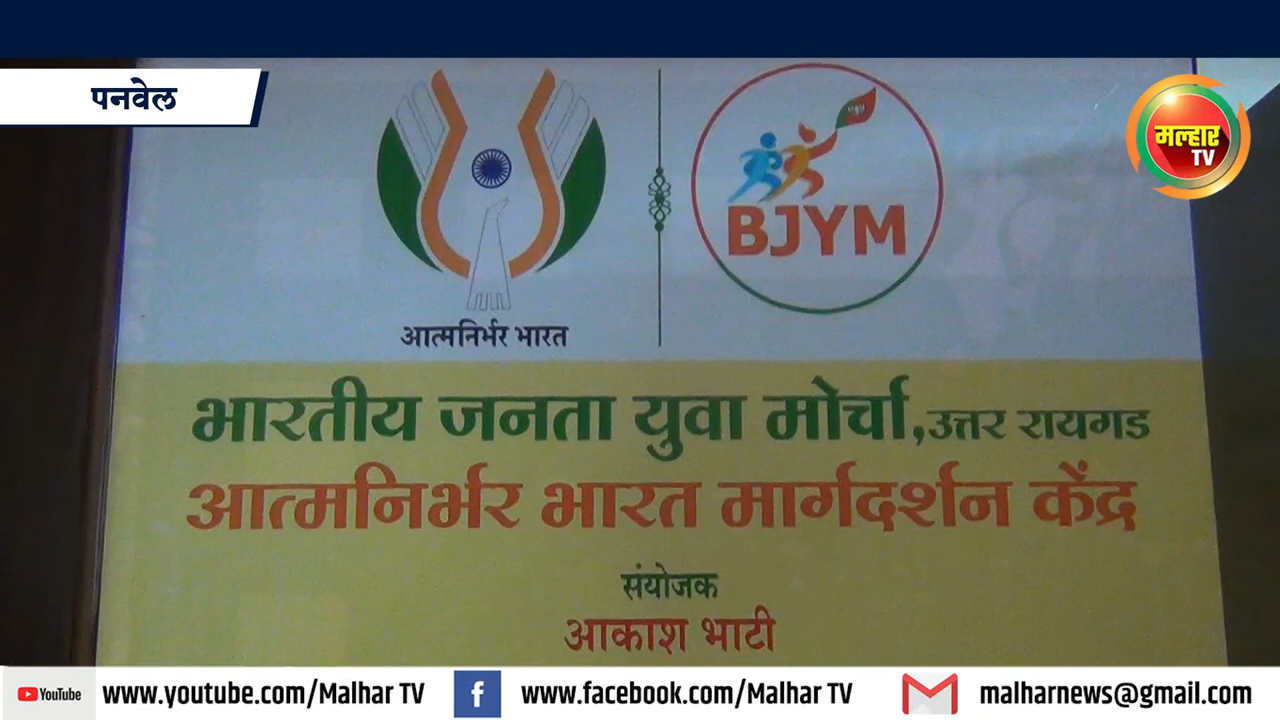 पनवेल
मल्हार
TV
BJYM
आत्मनिर्भर भारत
भारतीय जनता युवा मोर्चा, उत्तर रायगड
आत्मनिर्भर भारत मार्गदर्शन केंद्र
संयोजक
आकाश भाटी
YouTube www.youtube.com/Malhar TV f www.facebook.com/Malhar TV malharnews@gmail.com